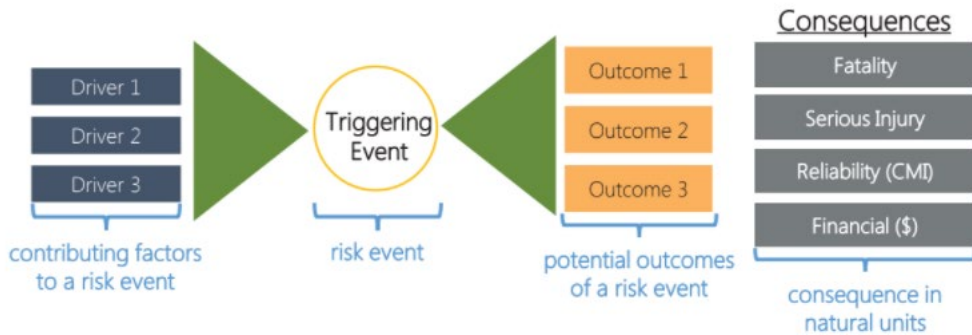 Driver 1
Driver 2
Driver 3
contributing factors
to a risk event
Triggering
Event
risk event
Outcome 1
Outcome 2
Outcome 3
potential outcomes
of a risk event
Consequences
Fatality
Serious Injury
Reliability (CMI)
Financial ($)
consequence in
natural units